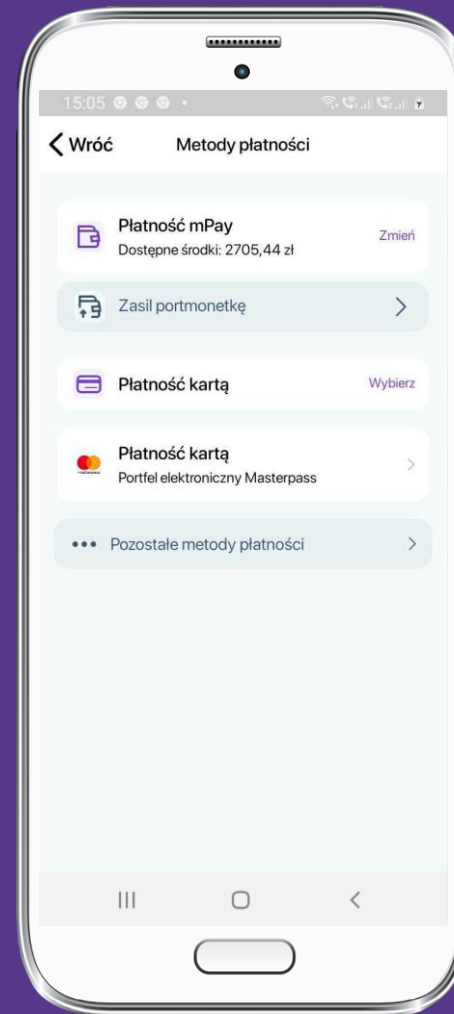 15:05
Wróć
Metody płatności
Płatność mPay
Dostępne środki: 2705,44 zł
Zmień
Zasil portmonetkę
Płatność kartą
Wybierz
Płatność kartą
Portfel elektroniczny Masterpass
Pozostałe metody płatności